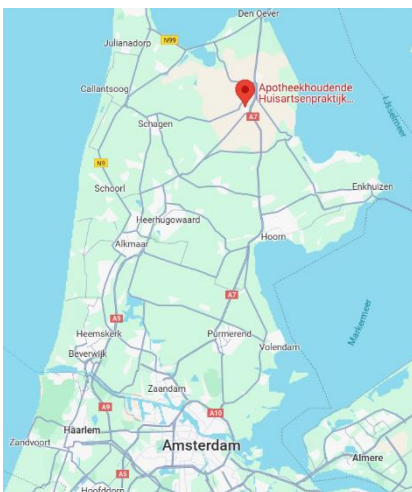 Den Oever
N99
Julianadorp
Callantsoog
Apotheekhoudende
Huisartsenpraktijk...
A7
Schagen
IJsselmeer
N9
Schoorl
Enkhuizen
Heerhugowaard
Hoorn
Alkmaar
A7
Markermeer
A9
Heemskerk
Purmerend
Beverwijk
Volendam
Zaandam
A9
A10
Haarlem
Zandvoort
Amsterdam
Almere
A5
Hoofddorp